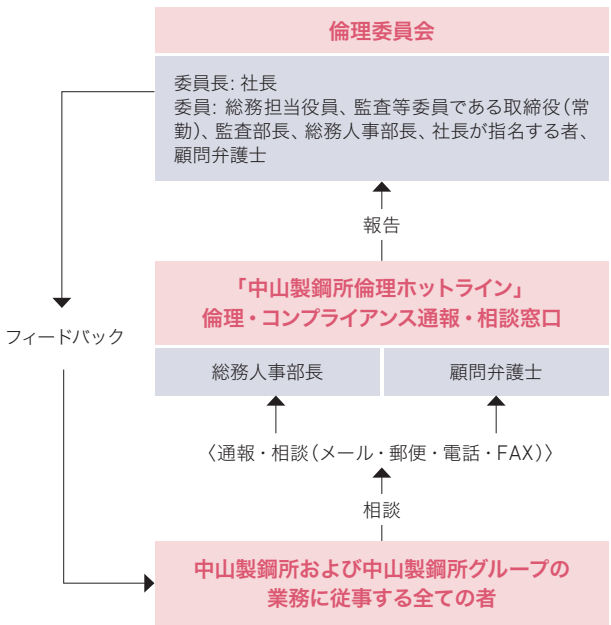 倫理委員会
委員長: 社長
委員: 総務担当役員、監査等委員である取締役(常
勤)、監査部長、総務人事部長、社長が指名する者、
顧問弁護士
報告
「中山製鋼所倫理ホットライン」
倫理・コンプライアンス通報・相談窓口
フィードバック
総務人事部長
顧問弁護士
〈通報・相談(メール・郵便・電話・FAX)〉
相談
中山製鋼所および中山製鋼所グループの
業務に従事する全ての者